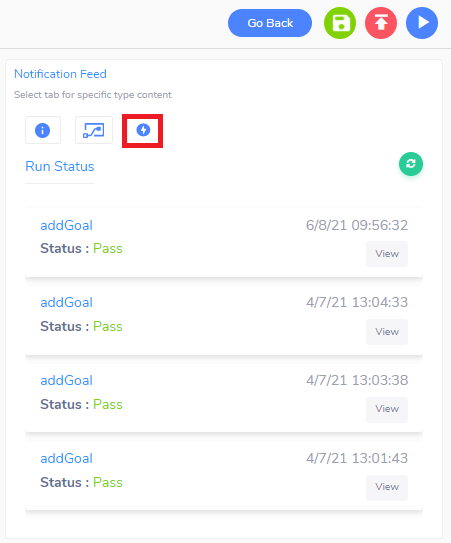 Go Back
Notification Feed
Select tab for specific type content
Run Status
addGoal 6/8/21 09:56:32
Status : Pass View
addGoal 4/7/21 13:04:33
Status : Pass View
addGoal 4/7/21 13:03:38
Status : Pass View
addGoal 4/7/21 13:01:43
Status : Pass View